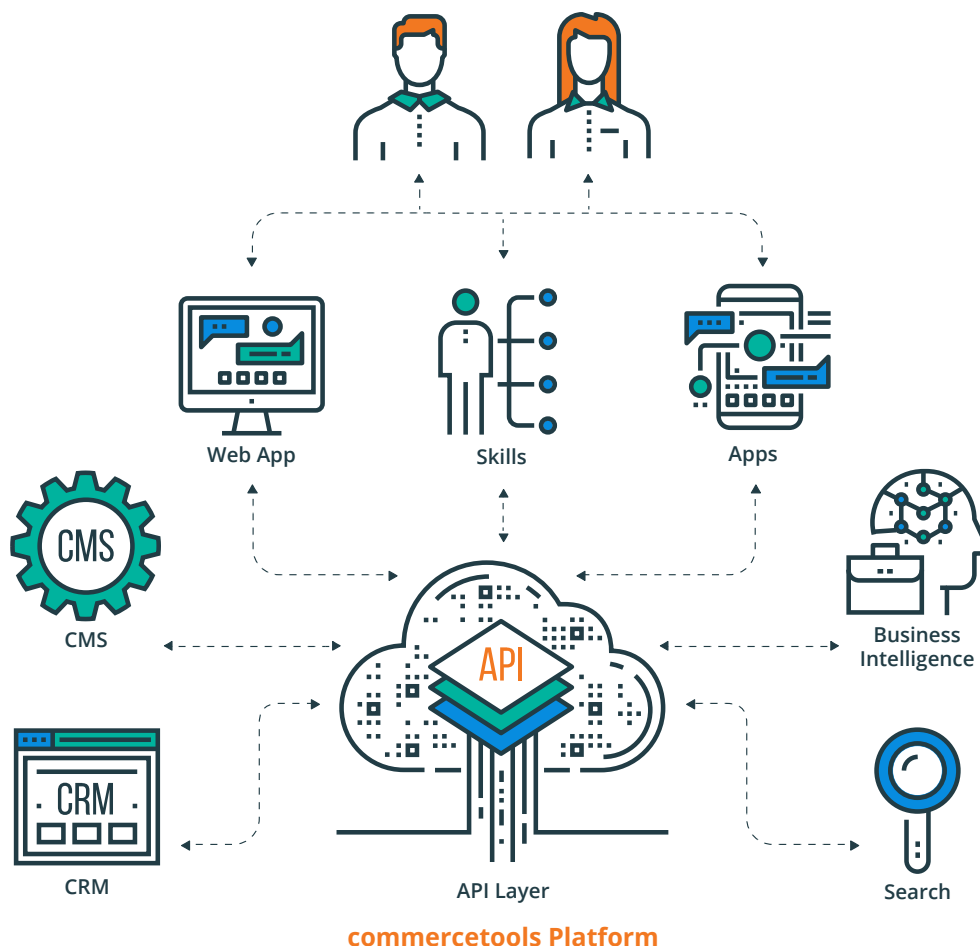 Web App
Skills
Apps
CMS
CMS
Business
Intelligence
API
CRM
CRM
API Layer
Search
commercetools Platform